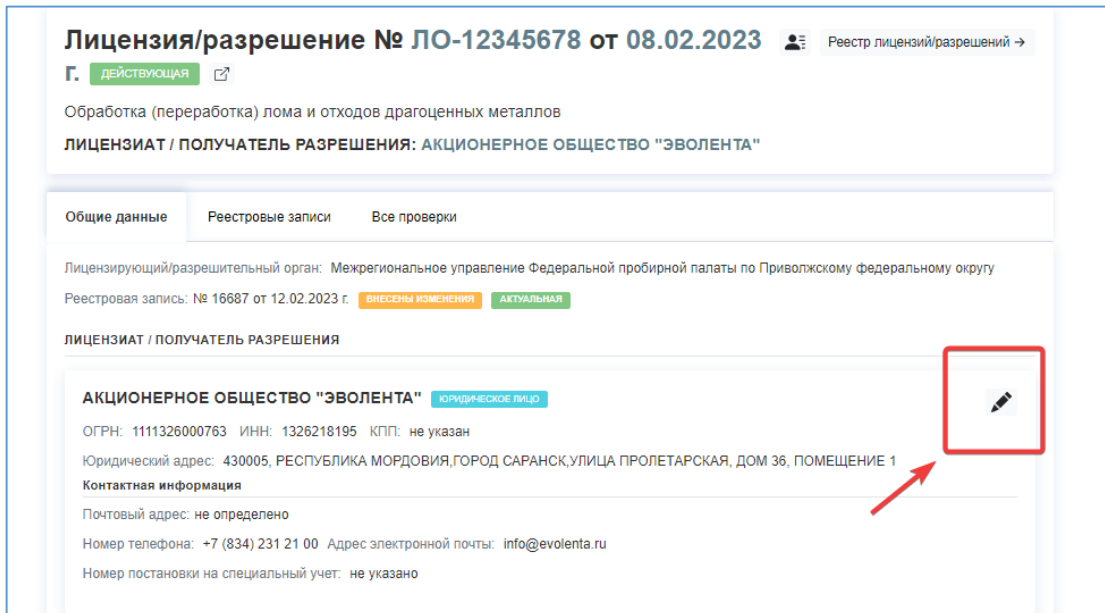 Лицензия/разрешение № ЛО-12345678 от 08.02.2023 Реестр лицензий/разрешений →
г. ДЕЙСТВУЮЩАЯ
Обработка (переработка) лома и отходов драгоценных металлов
ЛИЦЕНЗИАТ / ПОЛУЧАТЕЛЬ РАЗРЕШЕНИЯ: АКЦИОНЕРНОЕ ОБЩЕСТВО "ЭВОЛЕНТА"
Общие данные Реестровые записи Все проверки
Лицензирующий/разрешительный орган: Межрегиональное управление Федеральной пробирной палаты по Приволжскому федеральному округу
Реестровая запись: № 16687 от 12.02.2023 г. ВНЕСЕНЫ ИЗМЕНЕНИЯ АКТУАЛЬНАЯ
ЛИЦЕНЗИАТ / ПОЛУЧАТЕЛЬ РАЗРЕШЕНИЯ
АКЦИОНЕРНОЕ ОБЩЕСТВО "ЭВОЛЕНТА" ЮРИДИЧЕСКОЕ ЛИЦО
ОГРН: 1111326000763 ИНН: 1326218195 КПП: не указан
Юридический адрес: 430005, РЕСПУБЛИКА МОРДОВИЯ,ГОРОД САРАНСК,УЛИЦА ПРОЛЕТАРСКАЯ, ДОМ 36, ПОМЕЩЕНИЕ 1
Контактная информация
Почтовый адрес: не определено
Номер телефона: +7 (834) 231 21 00 Адрес электронной почты: info@evolenta.ru
Номер постановки на специальный учет: не указано